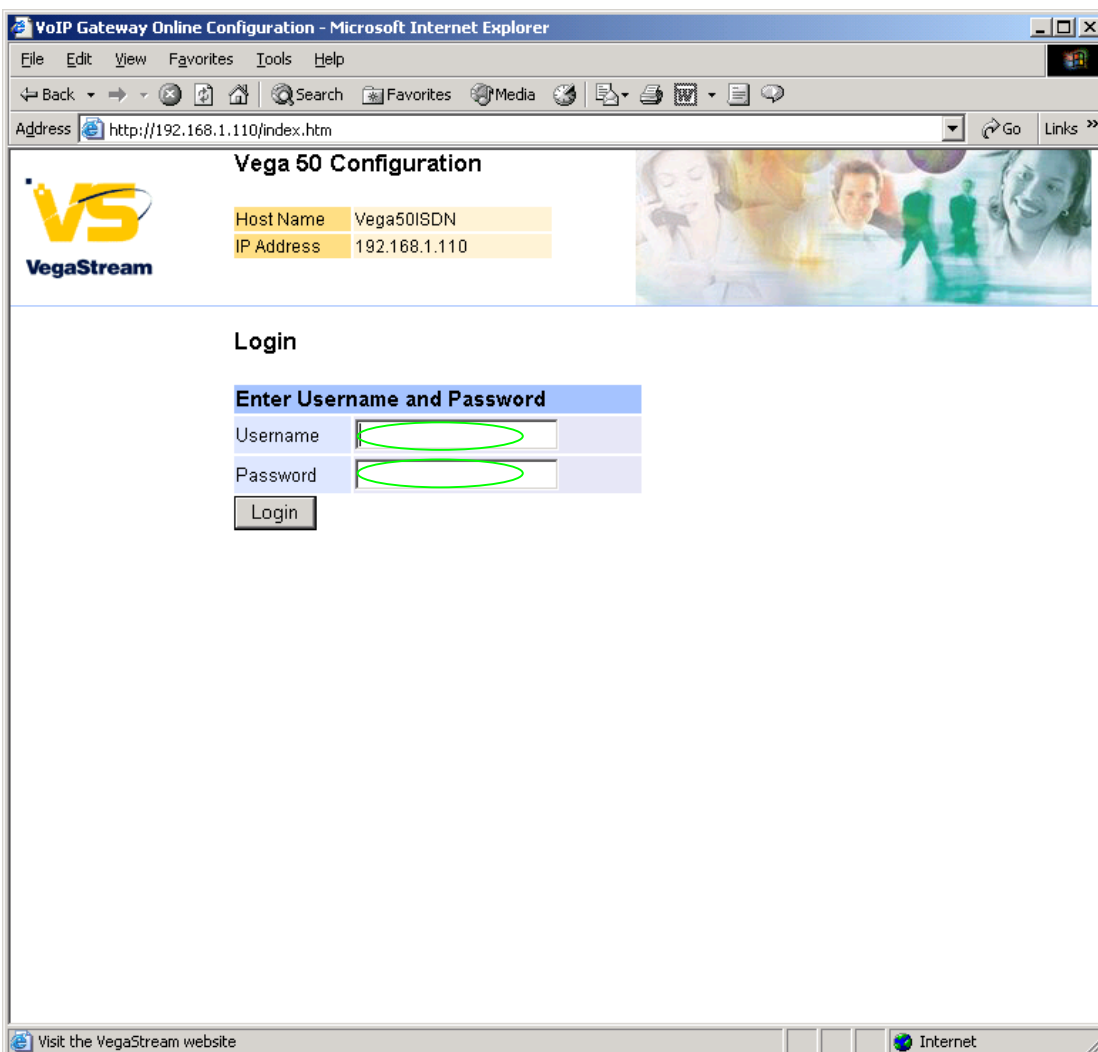 VoIP Gateway Online Configuration - Microsoft Internet Explorer
File Edit View Favorites Tools Help
Back Search Favorites Media
Address http://192.168.1.110/index.htm Go Links »
Vega 50 Configuration
Host Name Vega50ISDN
IP Address 192.168.1.110
VS
VegaStream
Login
Enter Username and Password
Username
Password
Login
Visit the VegaStream website Internet